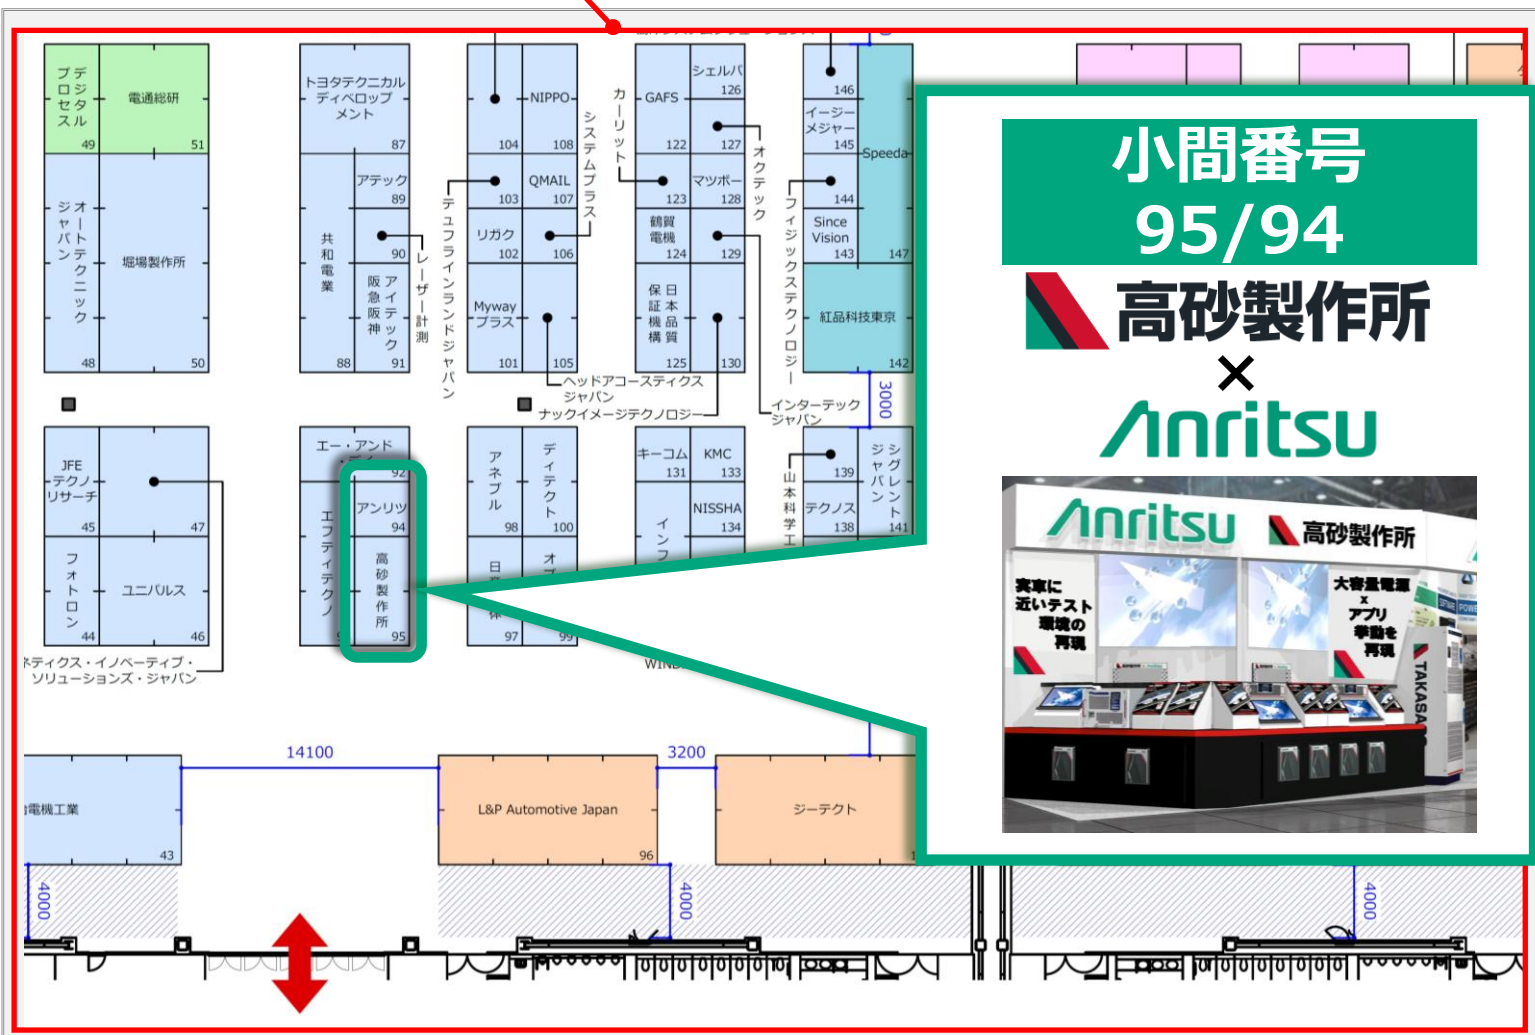 デジタル
プロセス
49
電通総研
51
オートテクニック
ジャパン
48
堀場製作所
50
トヨタテクニカル
ディベロップ
メント
87
アテック
89
共和電業
88
90
レーザー計測
アイテック
阪急阪神
91
104
NIPPO
108
システムプラス
103
QMAIL
107
テュフラインランドジャパン
リガク
102
106
Myway
プラス
101
105
ヘッドアコースティクス
ジャパン
ナックイメージテクノロジー
カーリット
GAFS
122
シェルパ
126
127
オクテック
123
マツボー
128
鶴賀
電機
124
129
日本品質
保証機構
125
130
インターテック
ジャパン
146
イージー
メジャー
145
Speeda
144
フィジックステクノロジー
Since
Vision
143
147
紅品科技東京
142
3000
JFE
テクノ
リサーチ
45
47
フォトロン
44
ユニバルス
46
ネティクス・イノベーティブ・
ソリューションズ・ジャパン
エー・アンド
92
アンリツ
94
エフティテクノ
高砂製作所
95
アネブル
98
ディテクト
100
97
99
キーコム
131
KMC
133
NISSHA
134
インフ
山本科学工
139
テクノス
138
シグレント
ジャパン
141
14100
3200
電機工業
43
L&P Automotive Japan
96
ジーテクト
4000
4000
4000
小間番号
95/94
高砂製作所
×
Anritsu
Anritsu
高砂製作所
実車に
近いテスト
環境の
再現
大容量電源
x
アプリ
挙動を
再現